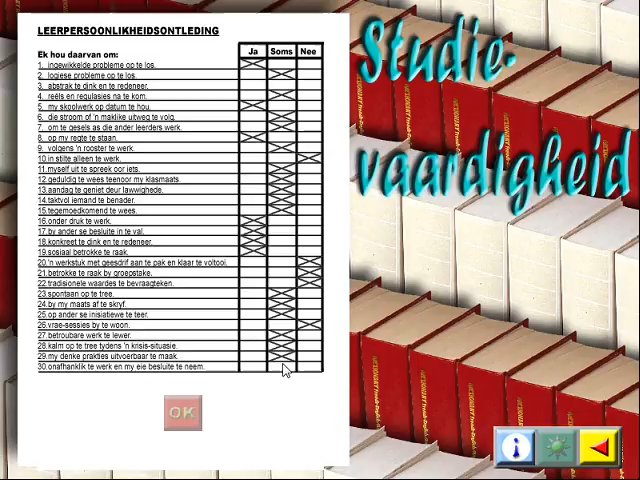 LEERPERSOONLIKHEIDSONTLEDING
Ek hou daarvan om:
Ja Soms Nee
1. ingewikkelde probleme op te los.
2. logiese probleme op te los.
3. abstrak te dink en te redeneer.
4. reëls en regulasies na te kom.
5. my skoolwerk op datum te hou.
6. die stroom of 'n maklike uitweg te volg.
7. om te gesels as die ander leerders werk.
8. op my regte te staan.
9. volgens 'n rooster te werk.
10. in stilte alleen te werk.
11. myself uit te spreek oor iets.
12. geduldig te wees teenoor my klasmaats.
13. aandag te geniet deur lawwighede.
14. taktvol iemand te benader.
15. tegemoedkomend te wees.
16. onder druk te werk.
17. by ander se besluite in te val.
18. konkreet te dink en te redeneer.
19. sosiaal betrokke te raak.
20. 'n werkstuk met geesdrif aan te pak en klaar te voltooi.
21. betrokke te raak by groepstake.
22. tradisionele waardes te bevraagteken.
23. spontaan op te tree.
24. by my maats af te skryf.
25. op ander se inisiatiewe te teer.
26. vrae-sessies by te woon.
27. betroubare werk te lewer.
28. kalm op te tree tydens 'n krisis-situasie.
29. my denke prakties uitvoerbaar te maak.
30. onafhanklik te werk en my eie besluite te neem.
OK
Studie-
vaardigheid